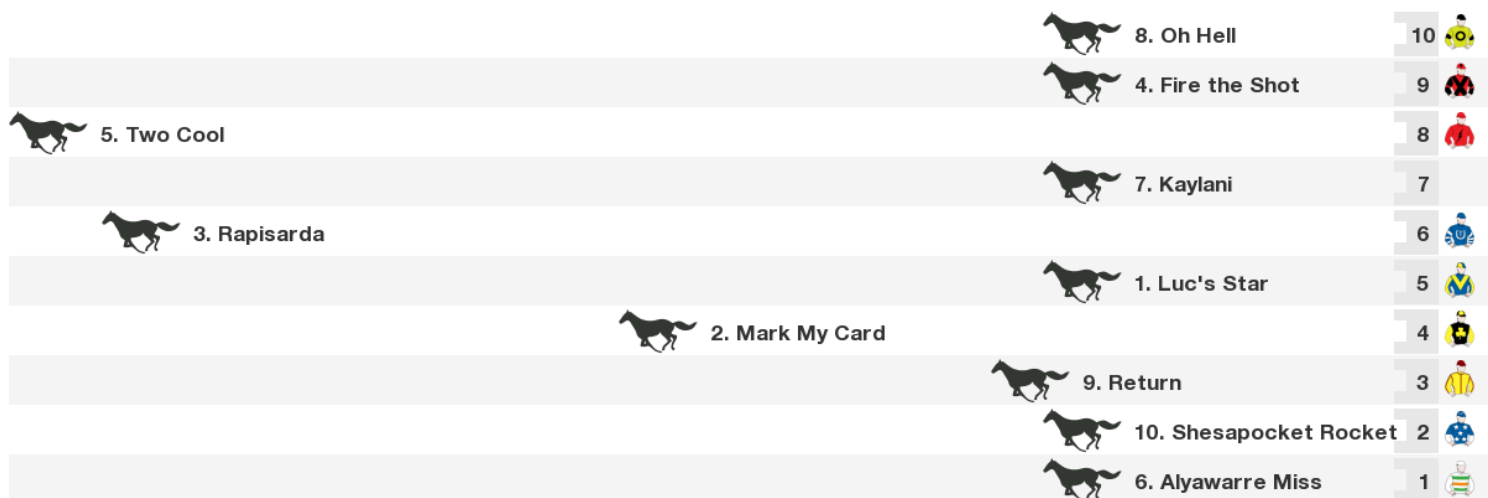 8. Oh Hell 10
4. Fire the Shot 9
5. Two Cool 8
7. Kaylani 7
3. Rapisarda 6
1. Luc's Star 5
2. Mark My Card 4
9. Return 3
10. Shesapocket Rocket 2
6. Alyawarre Miss 1